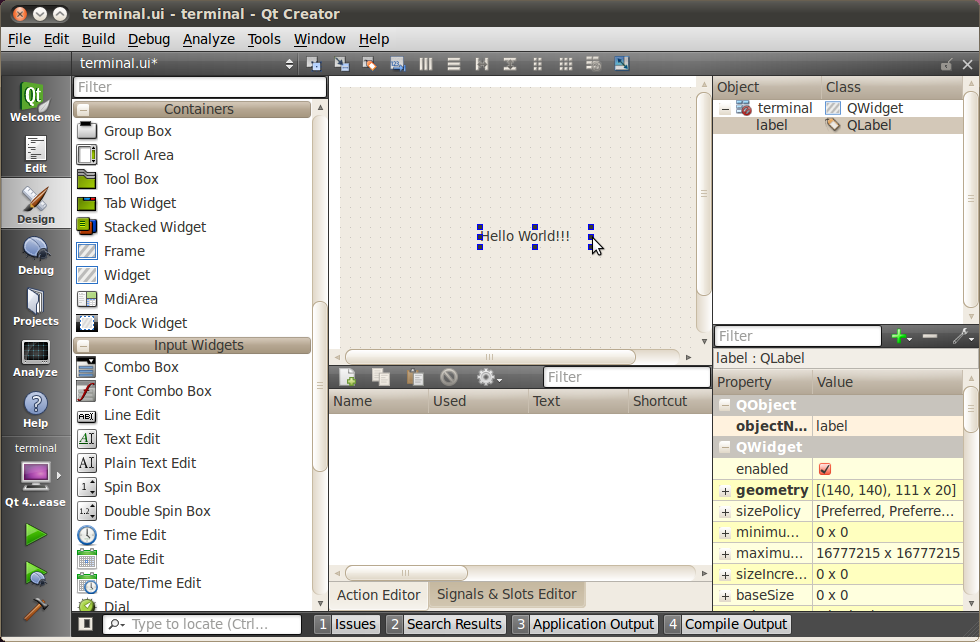 terminal.ui - terminal - Qt Creator
File Edit Build Debug Analyze Tools Window Help
terminal.ui*
Qt
Welcome
Edit
Design
Debug
Projects
Analyze
Help
terminal
Qt 4...ease
Filter
Containers
Group Box
Scroll Area
Tool Box
Tab Widget
Stacked Widget
Frame
Widget
MdiArea
Dock Widget
Input Widgets
Combo Box
Font Combo Box
Line Edit
Text Edit
Plain Text Edit
Spin Box
Double Spin Box
Time Edit
Date Edit
Date/Time Edit
Dial
Hello World!!!
Filter
Name Used Text Shortcut
Action Editor Signals & Slots Editor
Object Class
terminal QWidget
label QLabel
Filter
label : QLabel
Property Value
QObject
objectN... label
QWidget
enabled
geometry [(140, 140), 111 x 20]
sizePolicy [Preferred, Preferre...
minimu... 0 x 0
maximu... 16777215 x 16777215
sizeIncre... 0 x 0
baseSize 0 x 0
Type to locate (Ctrl...
1 Issues 2 Search Results 3 Application Output 4 Compile Output